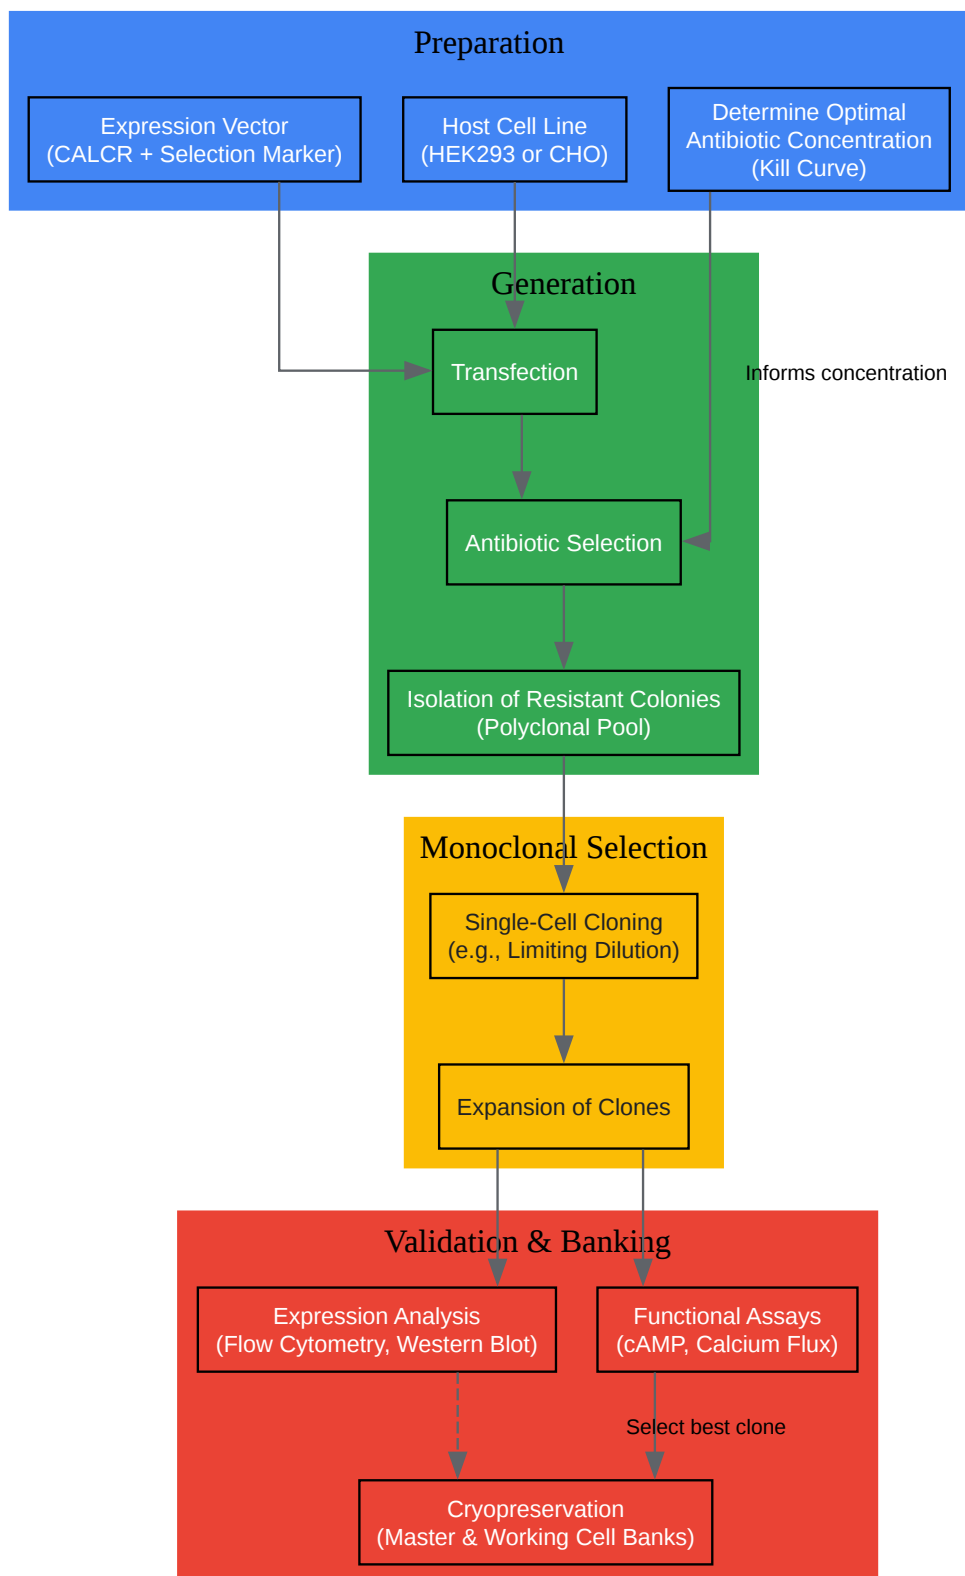 Preparation
Expression Vector
(CALCR + Selection Marker)
Host Cell Line
(HEK293 or CHO)
Determine Optimal
Antibiotic Concentration
(Kill Curve)
Generation
Transfection
Informs concentration
Antibiotic Selection
Isolation of Resistant Colonies
(Polyclonal Pool)
Monoclonal Selection
Single-Cell Cloning
(e.g., Limiting Dilution)
Expansion of Clones
Validation & Banking
Expression Analysis
(Flow Cytometry, Western Blot)
Functional Assays
(cAMP, Calcium Flux)
Select best clone
Cryopreservation
(Master & Working Cell Banks)